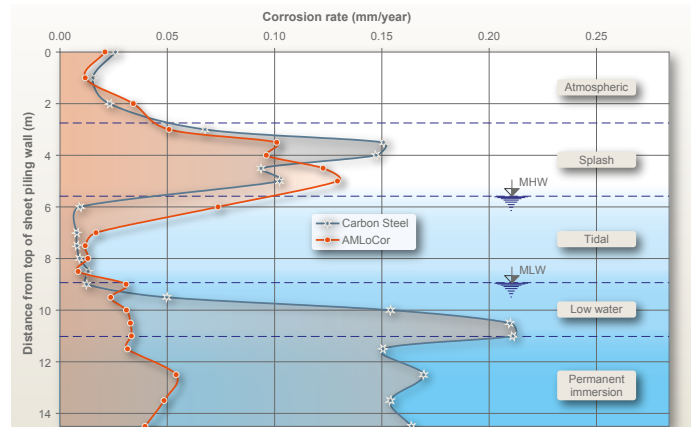 Corrosion rate (mm/year)
0.00 0.05 0.10 0.15 0.20 0.25
Distance from top of sheet piling wall (m)
0
2
4
6
8
10
12
14
Atmospheric
Splash
MHW
Carbon Steel
AMLoCor
Tidal
MLW
Low water
Permanent
immersion